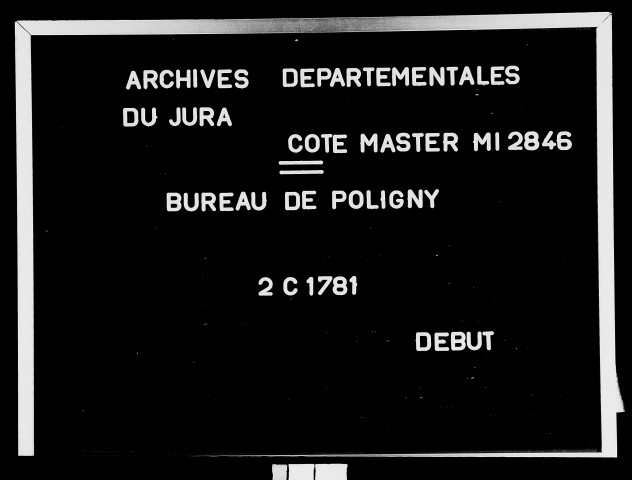 ARCHIVES DEPARTEMENTALES
DU JURA
COTE MASTER MI 2846
BUREAU DE POLIGNY
2 C 1781
DEBUT